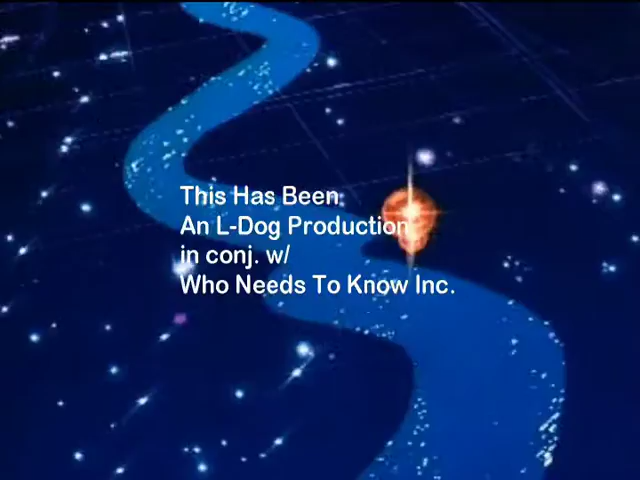 This Has Been
An L-Dog Production
in conj. w/
Who Needs To Know Inc.